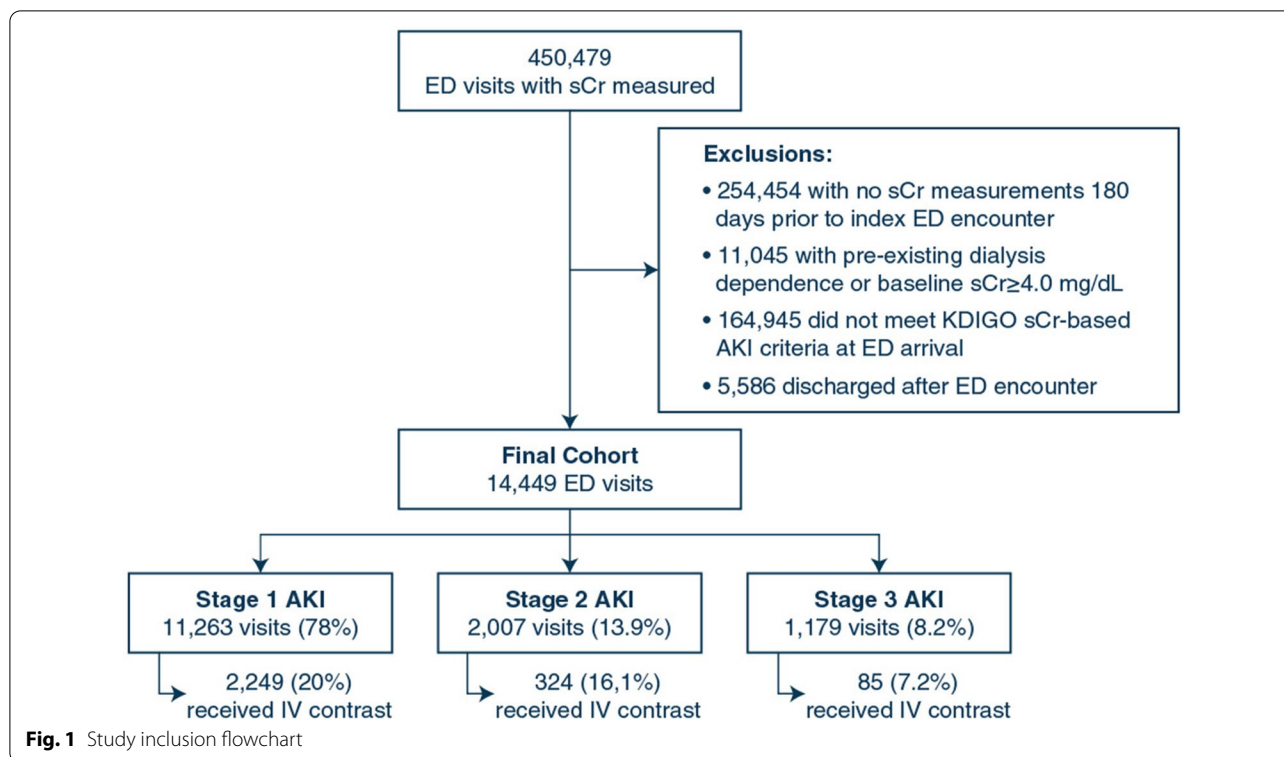 450,479
ED visits with sCr measured
Exclusions:
• 254,454 with no sCr measurements 180
days prior to index ED encounter
• 11,045 with pre-existing dialysis
dependence or baseline sCr≥4.0 mg/dL
• 164,945 did not meet KDIGO sCr-based
AKI criteria at ED arrival
• 5,586 discharged after ED encounter
Final Cohort
14,449 ED visits
Stage 1 AKI
11,263 visits (78%)
2,249 (20%)
received IV contrast
Stage 2 AKI
2,007 visits (13.9%)
324 (16,1%)
received IV contrast
Stage 3 AKI
1,179 visits (8.2%)
85 (7.2%)
received IV contrast
Fig. 1 Study inclusion flowchart